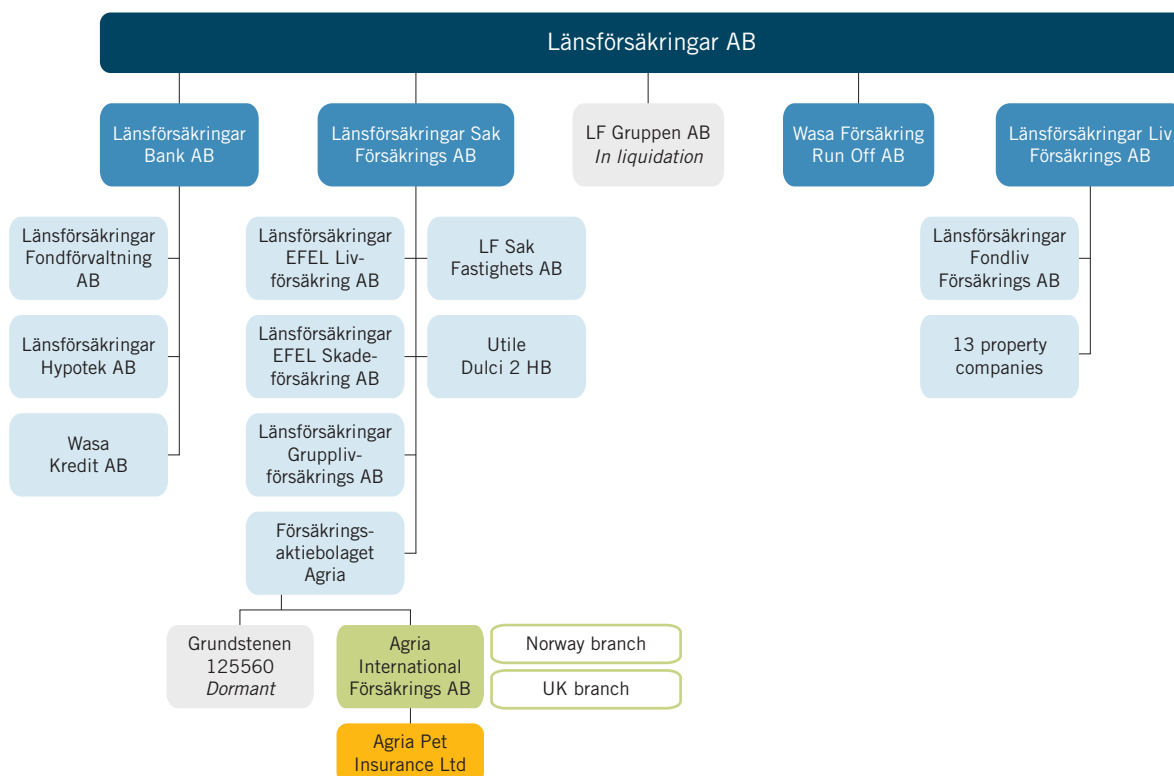 Länsförsäkringar AB
Länsförsäkringar
Bank AB
Länsförsäkringar Sak
Försäkrings AB
LF Gruppen AB
In liquidation
Wasa Försäkring
Run Off AB
Länsförsäkringar Liv
Försäkrings AB
Länsförsäkringar
Fondförvaltning
AB
Länsförsäkringar
EFEL Liv-
försäkring AB
LF Sak
Fastighets AB
Länsförsäkringar
Fondliv
Försäkrings AB
Länsförsäkringar
Hypotek AB
Länsförsäkringar
EFEL Skade-
försäkring AB
Utile
Dulci 2 HB
13 property
companies
Wasa
Kredit AB
Länsförsäkringar
Gruppliv-
försäkrings AB
Försäkrings-
aktiebolaget
Agria
Grundstenen
125560
Dormant
Agria
International
Försäkrings AB
Norway branch
UK branch
Agria Pet
Insurance Ltd